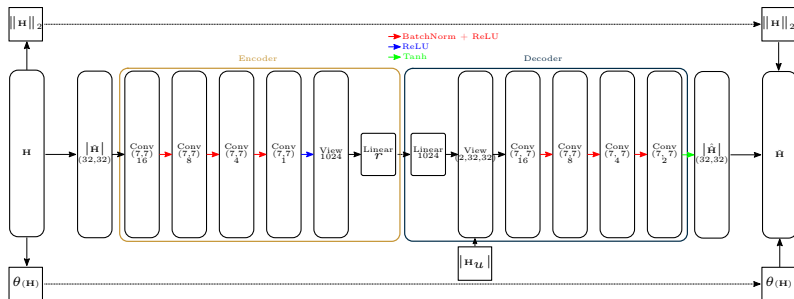 ‖H‖₂
‖H‖₂
BatchNorm + ReLU
ReLU
Tanh
Encoder
Decoder
H
|H̄|
(32,32)
Conv
(7,7)
16
Conv
(7,7)
8
Conv
(7,7)
4
Conv
(7,7)
1
View
1024
Linear
r
Linear
1024
View
(2,32,32)
Conv
(7, 7)
16
Conv
(7,7)
8
Conv
(7, 7)
4
Conv
(7, 7)
2
|H̄̂|
(32,32)
Ĥ
|Hu|
θ(H)
θ(H)